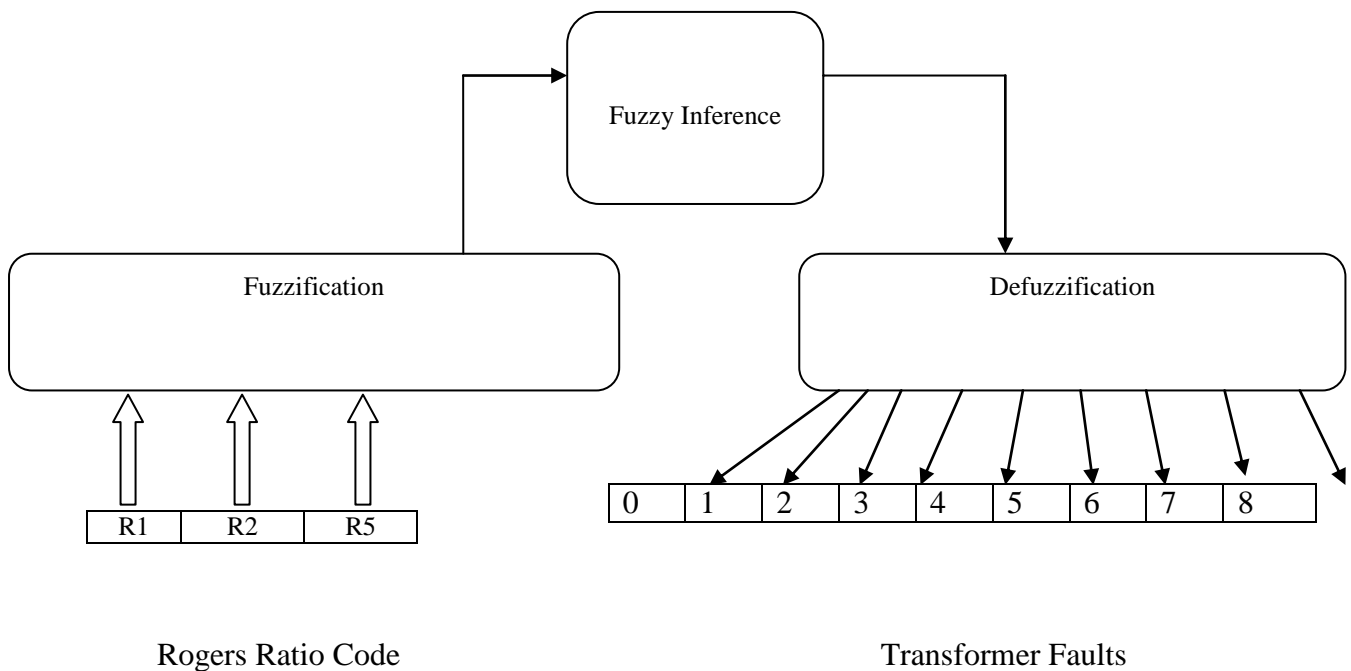 Fuzzy Inference
Fuzzification
Defuzzification
R1 R2 R5
0 1 2 3 4 5 6 7 8
Rogers Ratio Code
Transformer Faults